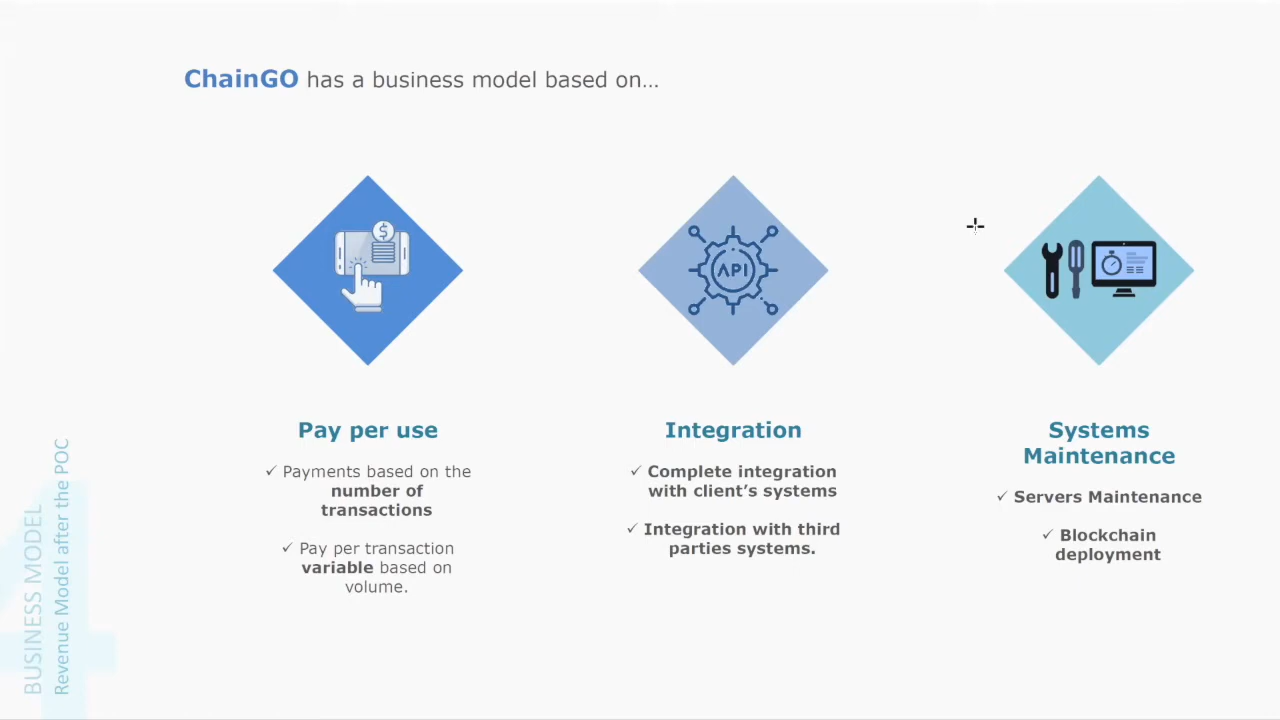 ChainGO has a business model based on...
$
API
Pay per use
✓ Payments based on the
number of
transactions
✓ Pay per transaction
variable based on
volume.
Integration
✓ Complete integration
with client's systems
✓ Integration with third
parties systems.
Systems
Maintenance
✓ Servers Maintenance
✓ Blockchain
deployment
4
BUSINESS MODEL
Revenue Model after the POC